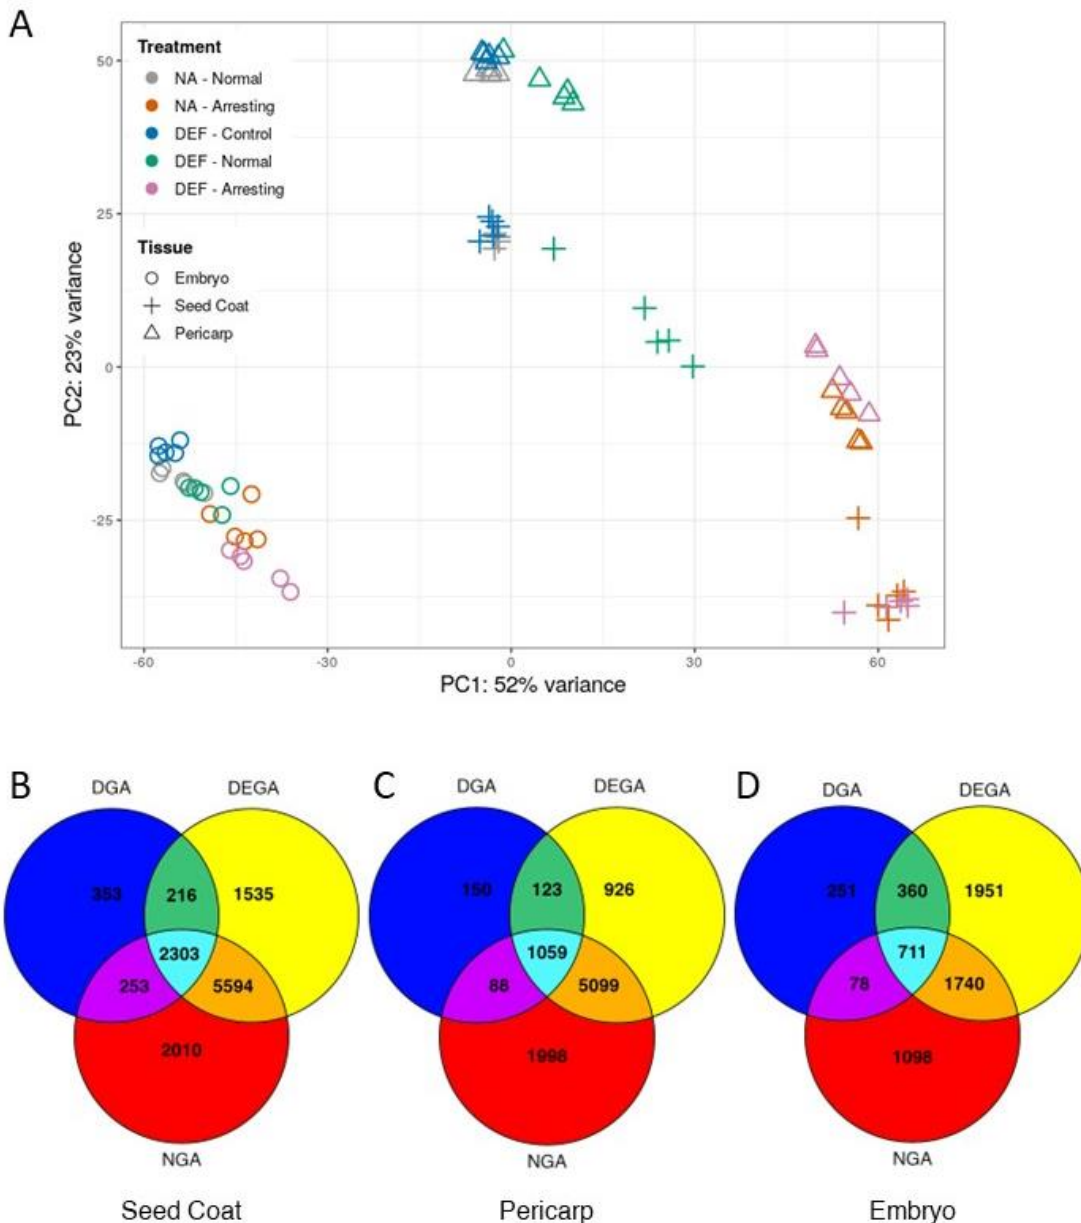 A
Treatment
NA - Normal
NA - Arresting
DEF - Control
DEF - Normal
DEF - Arresting
Tissue
Embryo
Seed Coat
Pericarp
PC2: 23% variance
50
25
0
-25
-60
-30
0
30
60
PC1: 52% variance
B
DGA
DEGA
353
216
1535
2303
253
5594
2010
NGA
Seed Coat
C
DGA
DEGA
150
123
926
1059
88
5099
1998
NGA
Pericarp
D
DGA
DEGA
251
360
1951
711
78
1740
1098
NGA
Embryo